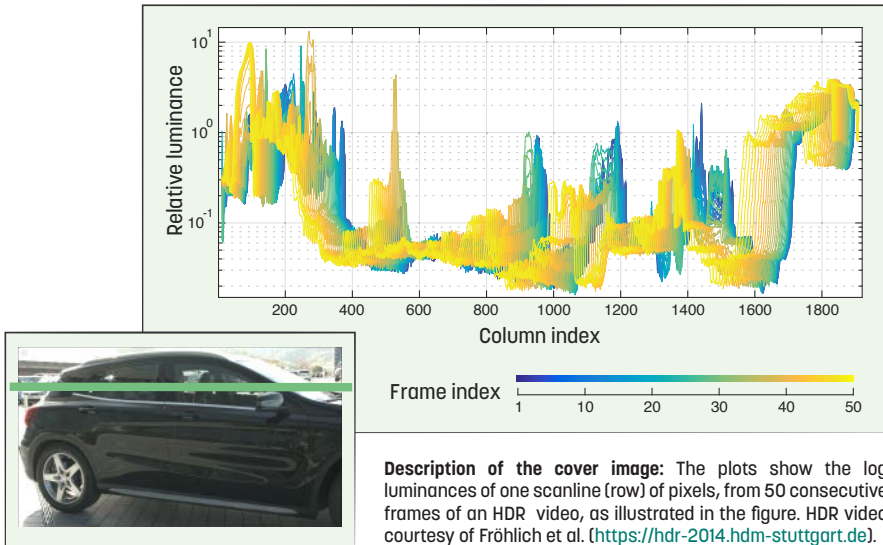 10^1
10^0
10^-1
Relative luminance
200 400 600 800 1000 1200 1400 1600 1800
Column index
Frame index
1 10 20 30 40 50
Description of the cover image: The plots show the log
luminances of one scanline (row) of pixels, from 50 consecutive
frames of an HDR video, as illustrated in the figure. HDR video
courtesy of Fröhlich et al. (https://hdr-2014.hdm-stuttgart.de).